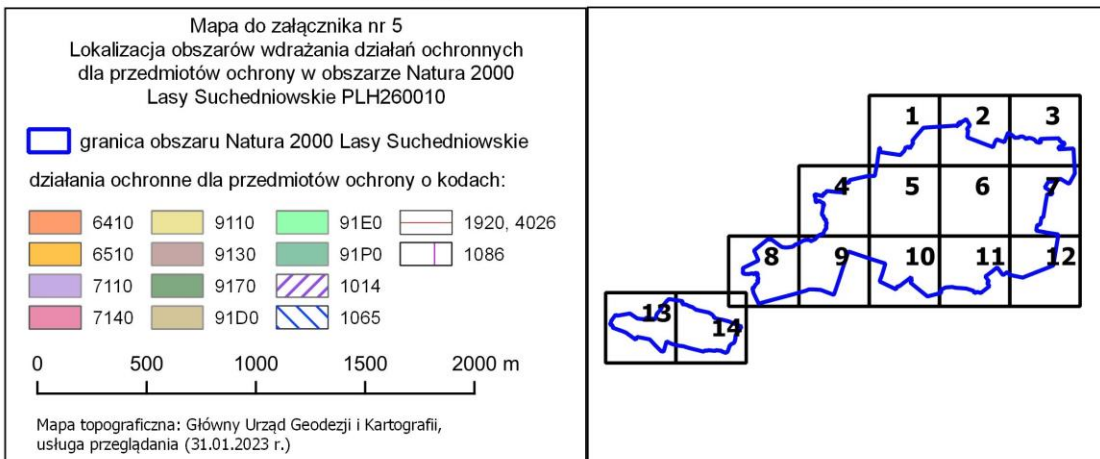 Mapa do załącznika nr 5
Lokalizacja obszarów wdrażania działań ochronnych
dla przedmiotów ochrony w obszarze Natura 2000
Lasy Suchedniowskie PLH260010
granica obszaru Natura 2000 Lasy Suchedniowskie
działania ochronne dla przedmiotów ochrony o kodach:
6410 9110 91E0 1920, 4026
6510 9130 91P0 1086
7110 9170 1014
7140 91D0 1065
0 500 1000 1500 2000 m
Mapa topograficzna: Główny Urząd Geodezji i Kartografii,
usługa przeglądania (31.01.2023 r.)
1 2 3
4 5 6 7
8 9 10 11 12
13 14